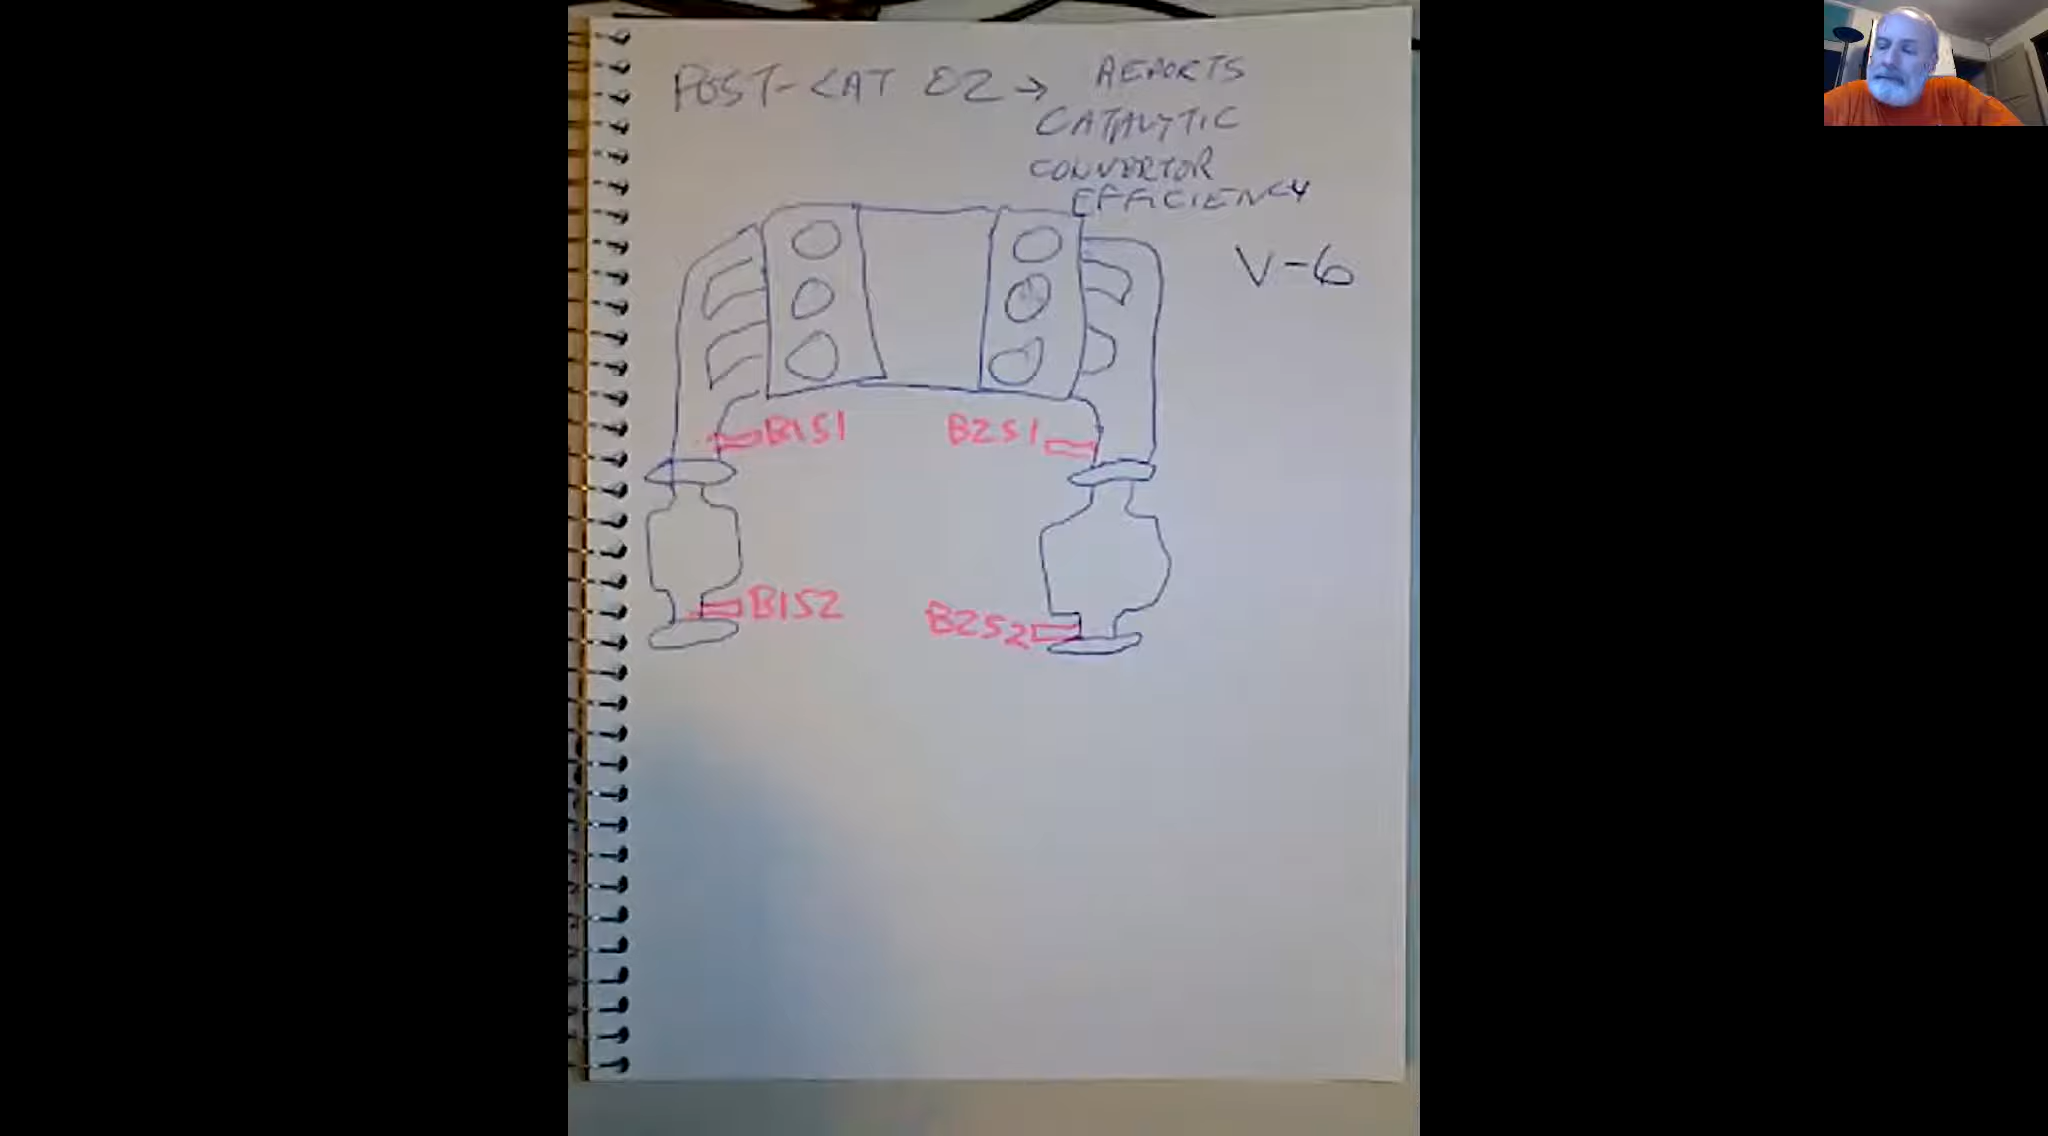 POST-CAT O2 → REPORTS
CATALYTIC
CONVERTOR
EFFICIENCY
V-6
B1S1
B2S1
B1S2
B2S2